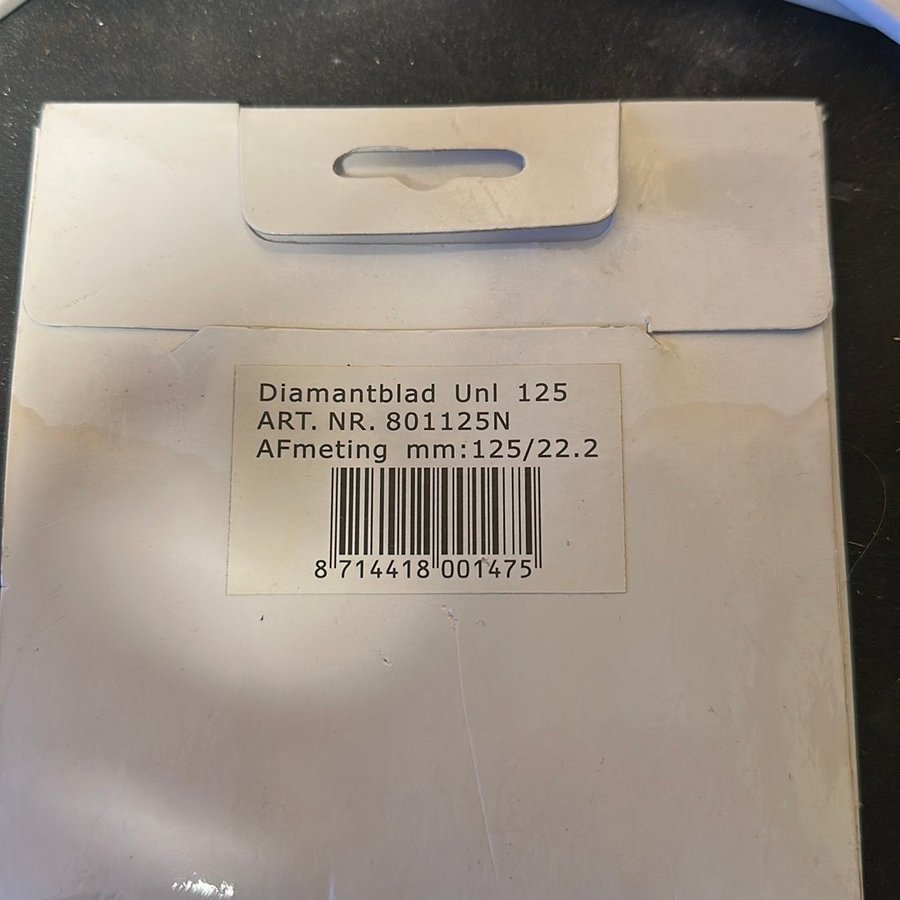 Diamantblad Unl 125
ART. NR. 801125N
AFmeting mm:125/22.2
8 714418 001475